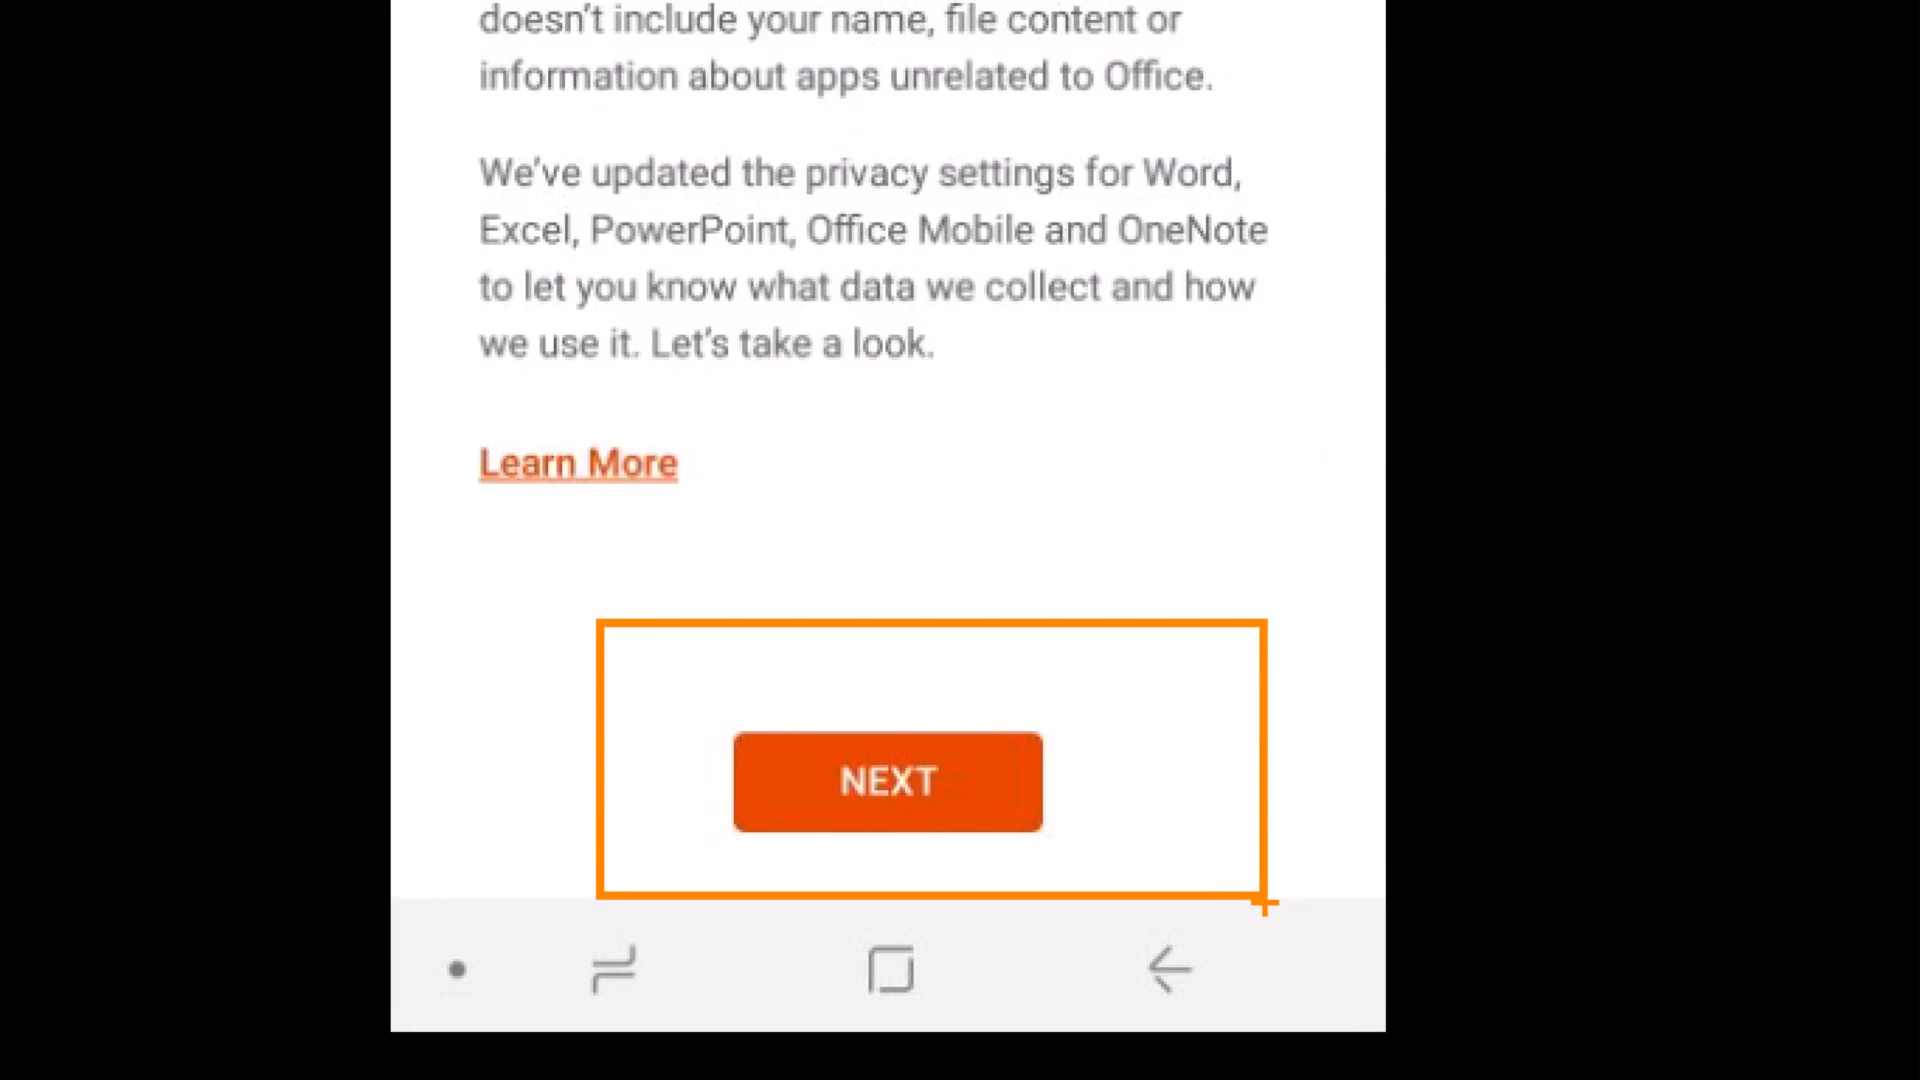 doesn't include your name, file content or
information about apps unrelated to Office.
We've updated the privacy settings for Word,
Excel, PowerPoint, Office Mobile and OneNote
to let you know what data we collect and how
we use it. Let's take a look.
Learn More
NEXT